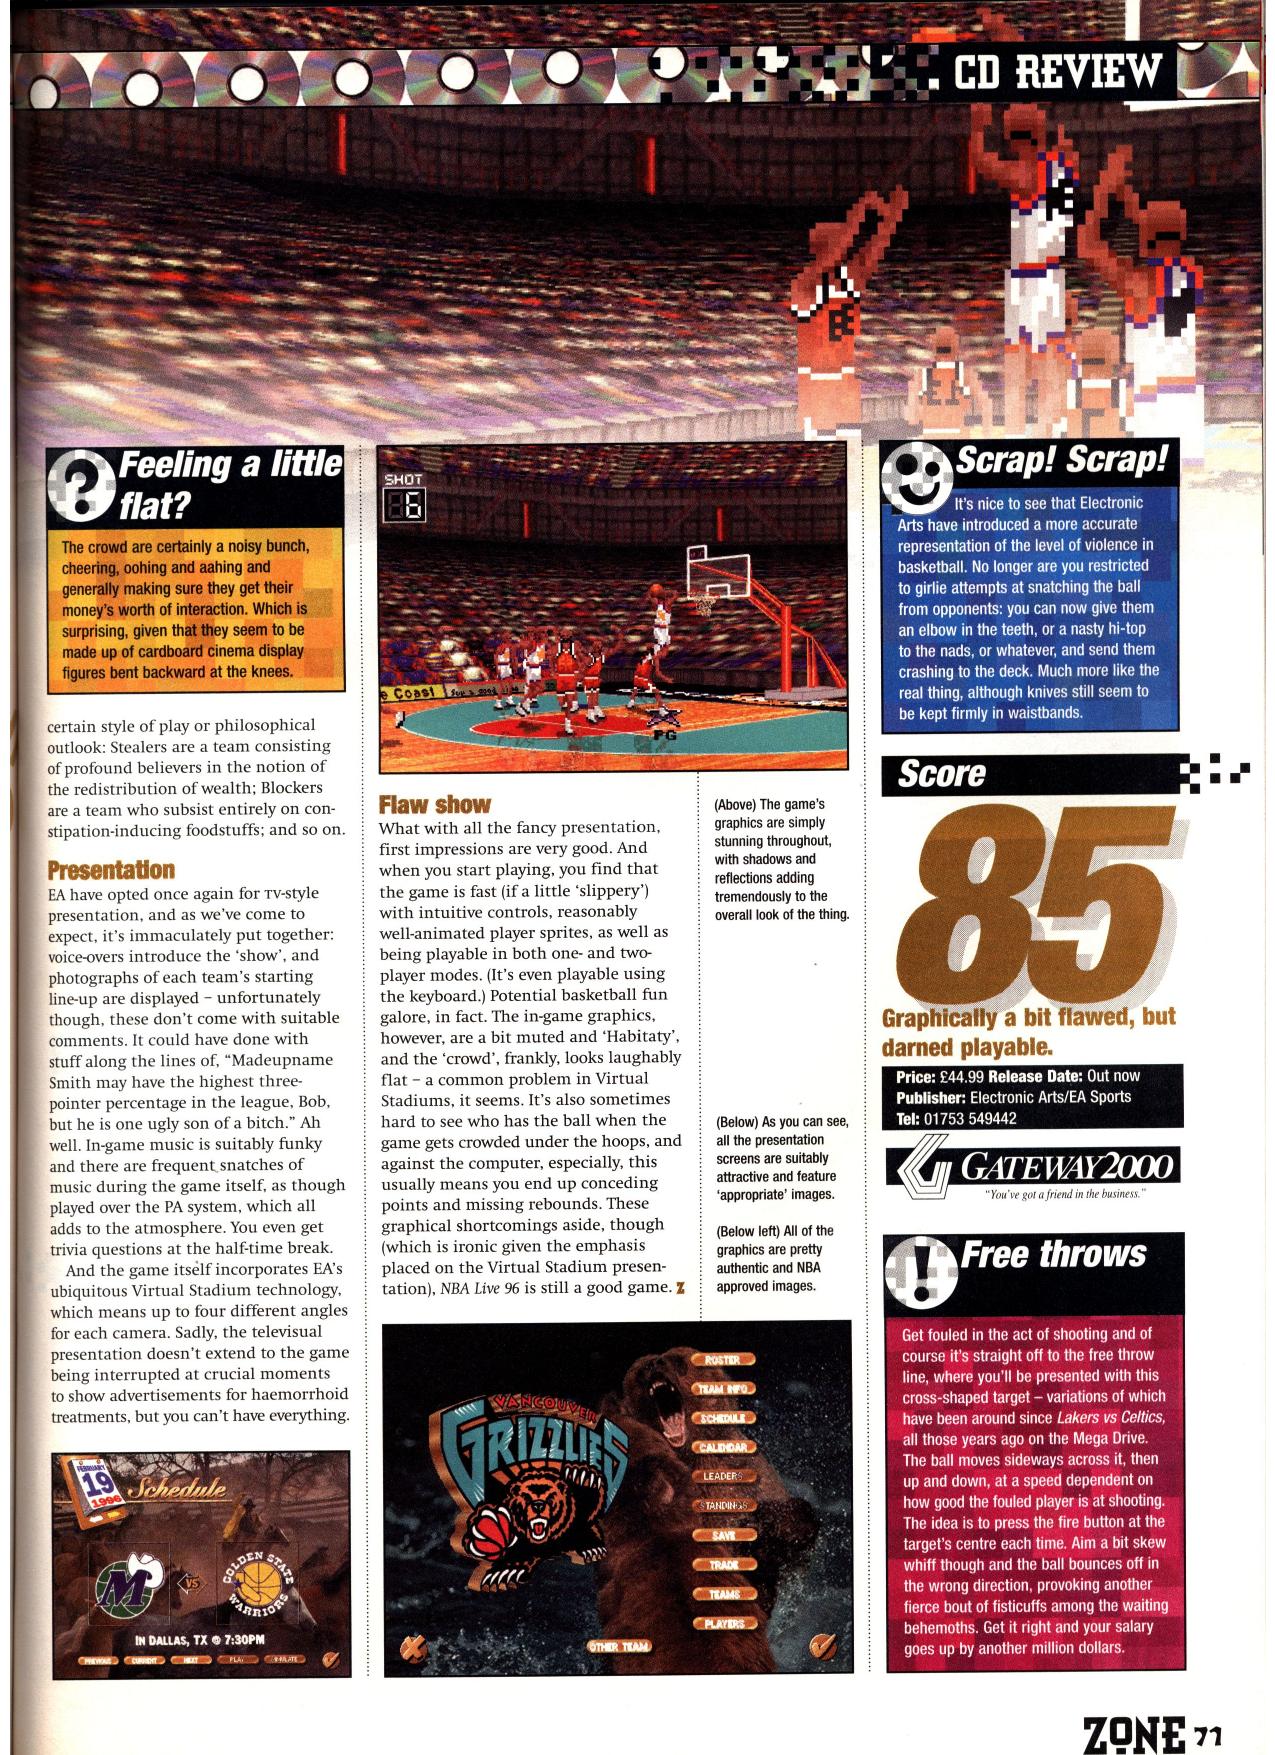 CD REVIEW
Feeling a little
flat?
The crowd are certainly a noisy bunch,
cheering, oohing and aahing and
generally making sure they get their
money's worth of interaction. Which is
surprising, given that they seem to be
made up of cardboard cinema display
figures bent backward at the knees.
certain style of play or philosophical
outlook: Stealers are a team consisting
of profound believers in the notion of
the redistribution of wealth; Blockers
are a team who subsist entirely on con-
stipation-inducing foodstuffs; and so on.
Presentation
EA have opted once again for TV-style
presentation, and as we've come to
expect, it's immaculately put together:
voice-overs introduce the 'show', and
photographs of each team's starting
line-up are displayed – unfortunately
though, these don't come with suitable
comments. It could have done with
stuff along the lines of, "Madeupname
Smith may have the highest three-
pointer percentage in the league, Bob,
but he is one ugly son of a bitch." Ah
well. In-game music is suitably funky
and there are frequent snatches of
music during the game itself, as though
played over the PA system, which all
adds to the atmosphere. You even get
trivia questions at the half-time break.
And the game itself incorporates EA's
ubiquitous Virtual Stadium technology,
which means up to four different angles
for each camera. Sadly, the televisual
presentation doesn't extend to the game
being interrupted at crucial moments
to show advertisements for haemorrhoid
treatments, but you can't have everything.
FEBRUARY
19
1996
Schedule
M
VS
GOLDEN STATE
WARRIORS
IN DALLAS, TX @ 7:30PM
PREVIOUS
CURRENT
NEXT
PLAY
SIMULATE
SHOT
6
e Coast
PG
Flaw show
What with all the fancy presentation,
first impressions are very good. And
when you start playing, you find that
the game is fast (if a little 'slippery')
with intuitive controls, reasonably
well-animated player sprites, as well as
being playable in both one- and two-
player modes. (It's even playable using
the keyboard.) Potential basketball fun
galore, in fact. The in-game graphics,
however, are a bit muted and 'Habitaty',
and the 'crowd', frankly, looks laughably
flat – a common problem in Virtual
Stadiums, it seems. It's also sometimes
hard to see who has the ball when the
game gets crowded under the hoops, and
against the computer, especially, this
usually means you end up conceding
points and missing rebounds. These
graphical shortcomings aside, though
(which is ironic given the emphasis
placed on the Virtual Stadium presen-
tation), NBA Live 96 is still a good game. Z
(Above) The game's
graphics are simply
stunning throughout,
with shadows and
reflections adding
tremendously to the
overall look of the thing.
(Below) As you can see,
all the presentation
screens are suitably
attractive and feature
'appropriate' images.
(Below left) All of the
graphics are pretty
authentic and NBA
approved images.
VANCOUVER
GRIZZLIES
ROSTER
TEAM INFO
SCHEDULE
CALENDAR
LEADERS
STANDINGS
SAVE
TRADE
TEAMS
PLAYERS
OTHER TEAM
Scrap! Scrap!
It's nice to see that Electronic
Arts have introduced a more accurate
representation of the level of violence in
basketball. No longer are you restricted
to girlie attempts at snatching the ball
from opponents: you can now give them
an elbow in the teeth, or a nasty hi-top
to the nads, or whatever, and send them
crashing to the deck. Much more like the
real thing, although knives still seem to
be kept firmly in waistbands.
Score
85
Graphically a bit flawed, but
darned playable.
Price: £44.99 Release Date: Out now
Publisher: Electronic Arts/EA Sports
Tel: 01753 549442
GATEWAY2000
"You've got a friend in the business."
Free throws
Get fouled in the act of shooting and of
course it's straight off to the free throw
line, where you'll be presented with this
cross-shaped target – variations of which
have been around since Lakers vs Celtics,
all those years ago on the Mega Drive.
The ball moves sideways across it, then
up and down, at a speed dependent on
how good the fouled player is at shooting.
The idea is to press the fire button at the
target's centre each time. Aim a bit skew
whiff though and the ball bounces off in
the wrong direction, provoking another
fierce bout of fisticuffs among the waiting
behemoths. Get it right and your salary
goes up by another million dollars.
ZONE 77